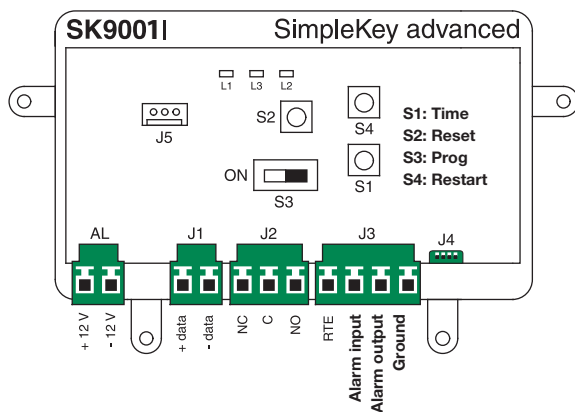 SK9001I SimpleKey advanced
L1 L3 L2
J5
S2
S4
ON
S3
S1
S1: Time
S2: Reset
S3: Prog
S4: Restart
AL J1 J2 J3 J4
+ 12 V
- 12 V
+ data
- data
NC
C
NO
RTE
Alarm input
Alarm output
Ground